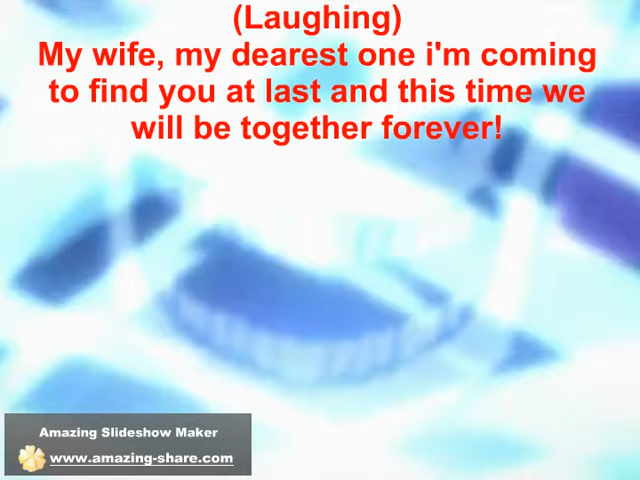 (Laughing)
My wife, my dearest one i'm coming
to find you at last and this time we
will be together forever!
Amazing Slideshow Maker
www.amazing-share.com